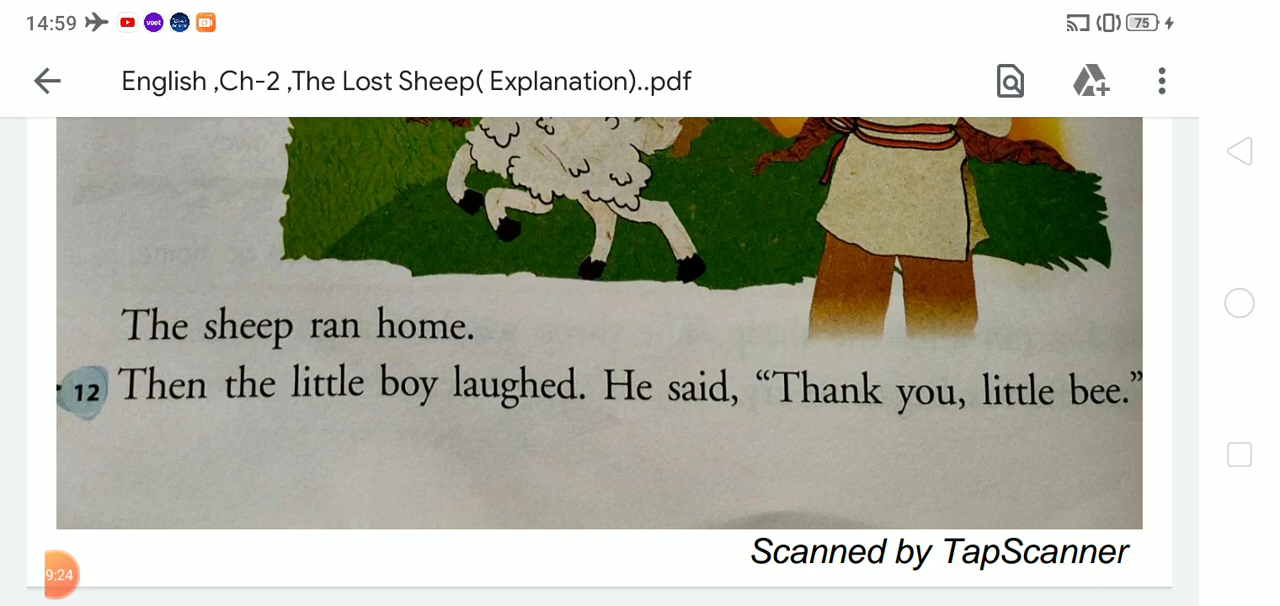 14:59 voot 75
English ,Ch-2 ,The Lost Sheep( Explanation)..pdf
The sheep ran home.
12 Then the little boy laughed. He said, “Thank you, little bee.”
Scanned by TapScanner
9:24